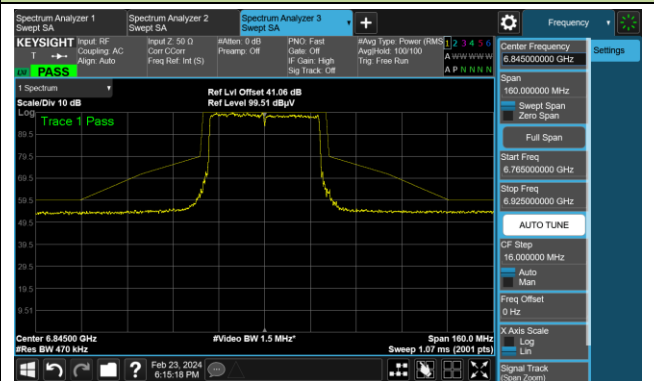 Spectrum Analyzer 1
Swept SA
Spectrum Analyzer 2
Swept SA
Spectrum Analyzer 3
Swept SA
Frequency
KEYSIGHT
Input: RF
Coupling: AC
Align: Auto
Input Z: 50 Ω
Corr CCorr
Freq Ref: Int (S)
#Atten: 0 dB
Preamp: Off
PNO: Fast
Gate: Off
IF Gain: High
Sig Track: Off
#Avg Type: Power (RMS)
Avg|Hold: 100/100
Trig: Free Run
1 2 3 4 5 6
A W W W W W
A P N N N N
T
PASS
1 Spectrum
Scale/Div 10 dB
Ref Lvl Offset 41.06 dB
Ref Level 99.51 dBµV
Log
Trace 1 Pass
89.5
79.5
69.5
59.5
49.5
39.5
29.5
19.5
9.51
Center 6.84500 GHz
#Res BW 470 kHz
#Video BW 1.5 MHz*
Span 160.0 MHz
Sweep 1.07 ms (2001 pts)
Center Frequency
6.845000000 GHz
Settings
Span
160.000000 MHz
Swept Span
Zero Span
Full Span
Start Freq
6.765000000 GHz
Stop Freq
6.925000000 GHz
AUTO TUNE
CF Step
16.000000 MHz
Auto
Man
Freq Offset
0 Hz
X Axis Scale
Log
Lin
Signal Track
(Span Zoom)
Feb 23, 2024
6:15:18 PM